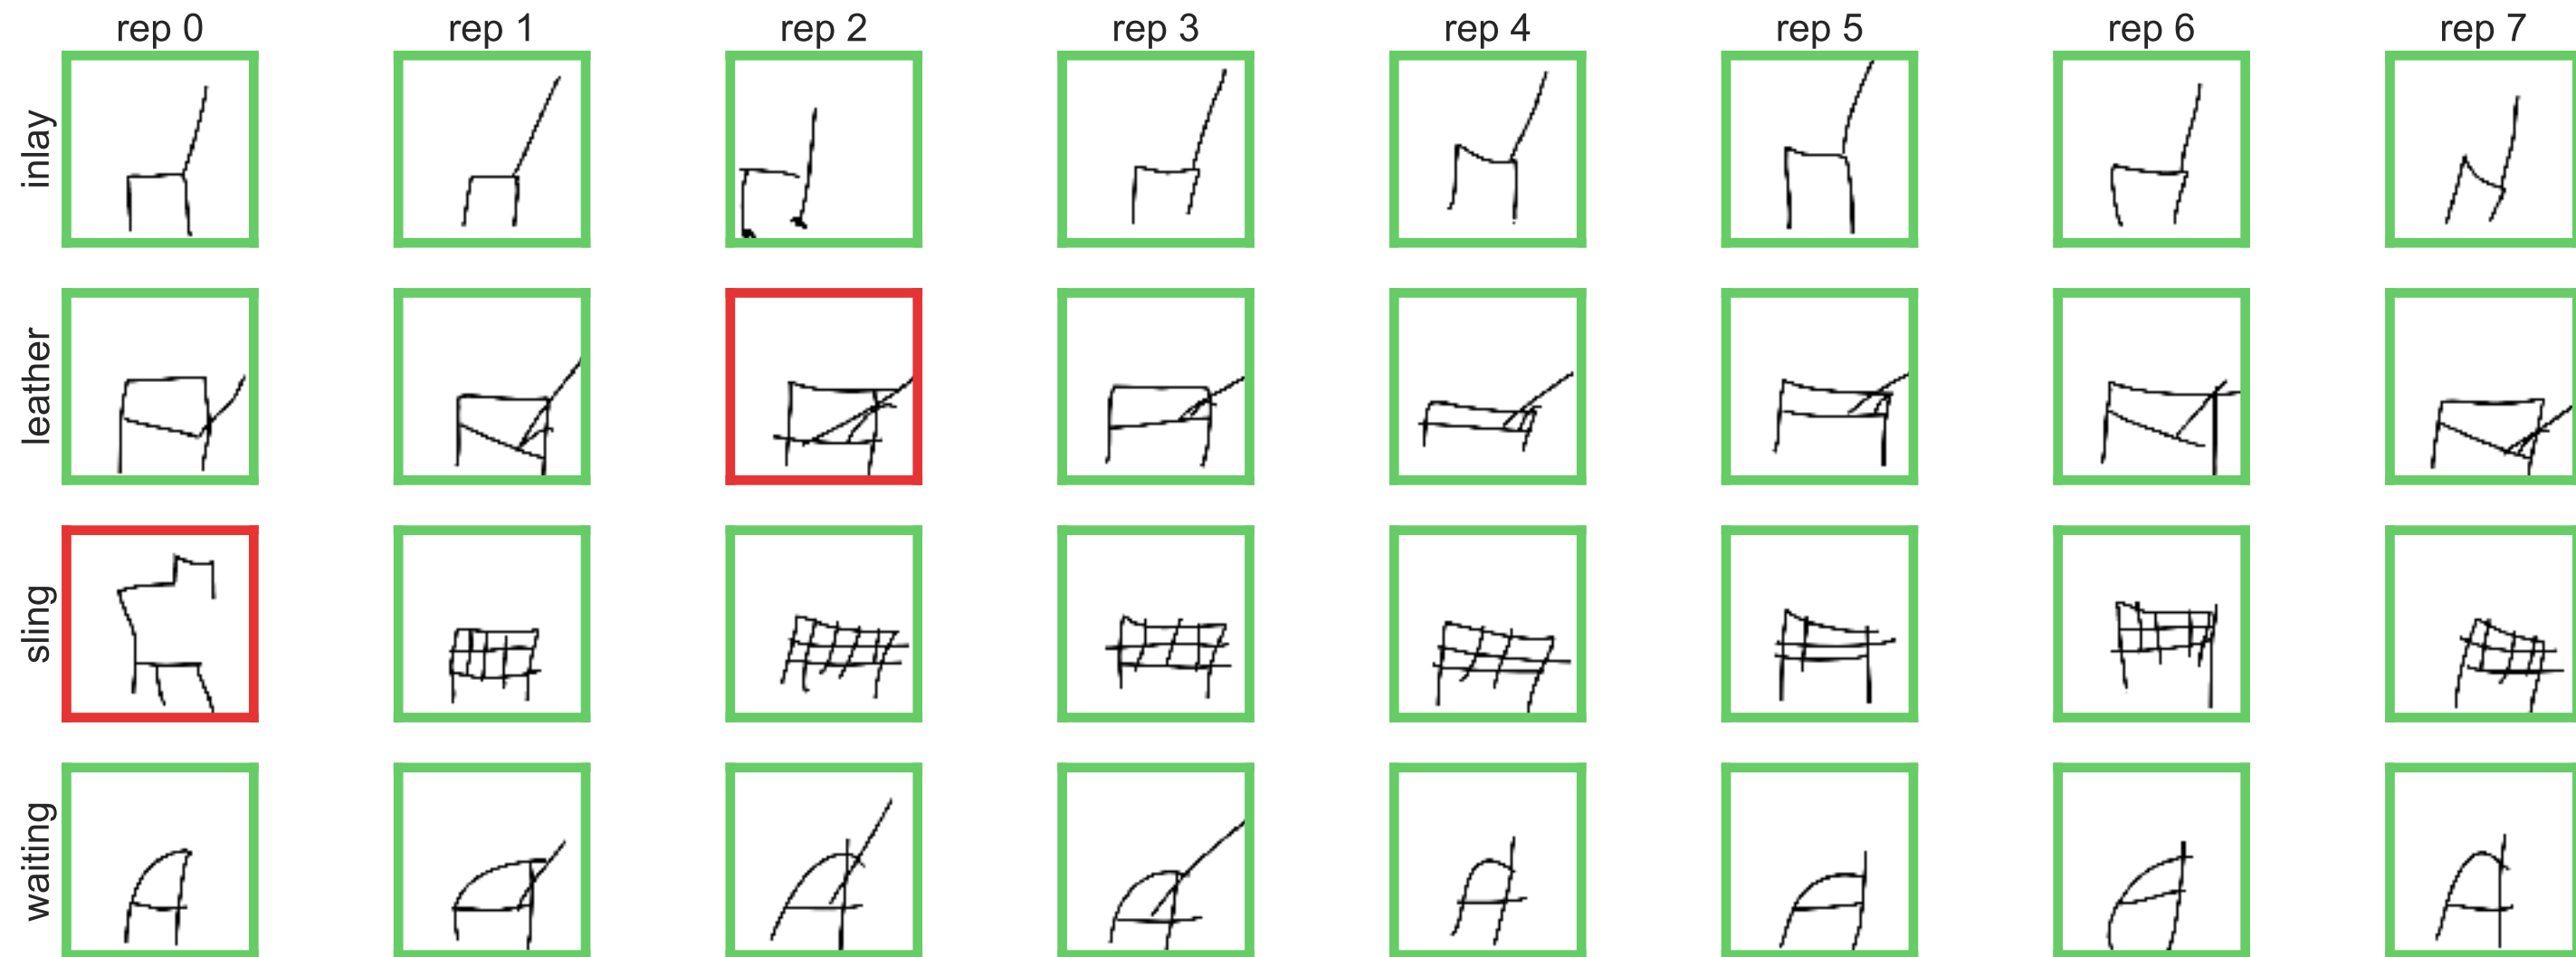 rep 0 rep 1 rep 2 rep 3 rep 4 rep 5 rep 6 rep 7
inlay
leather
sling
waiting